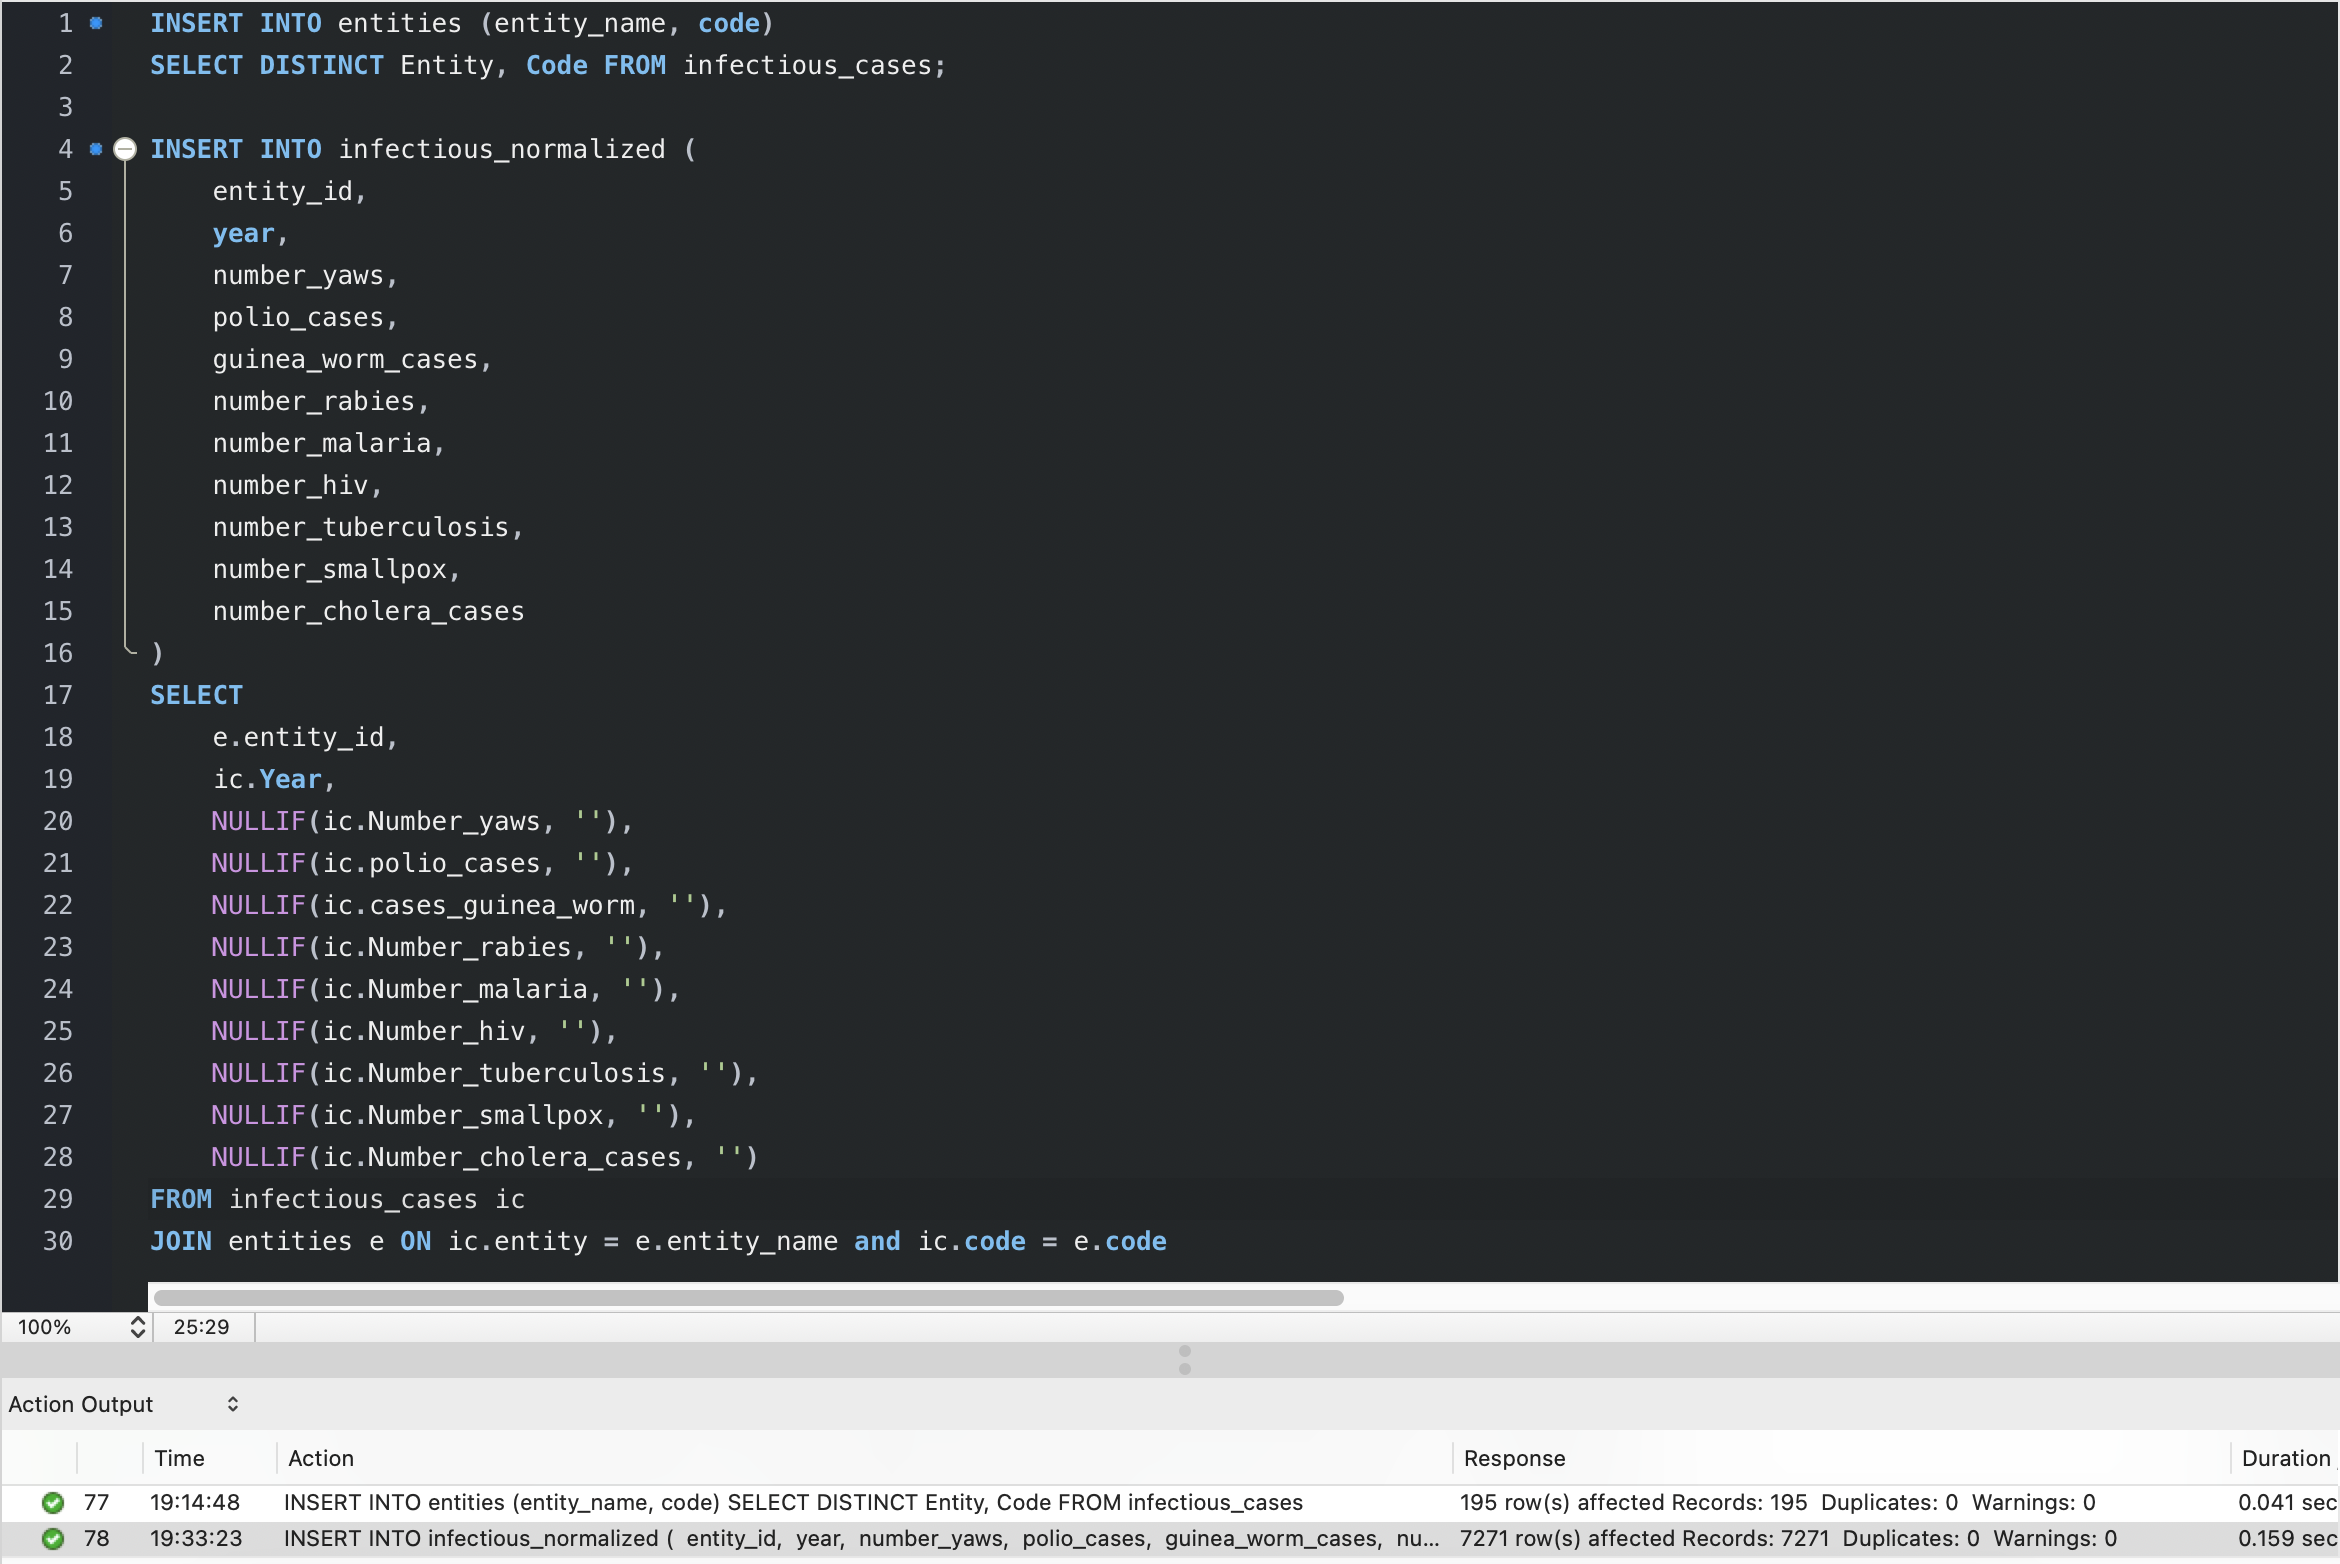 1 INSERT INTO entities (entity_name, code)
2 SELECT DISTINCT Entity, Code FROM infectious_cases;
3
4 INSERT INTO infectious_normalized (
5 entity_id,
6 year,
7 number_yaws,
8 polio_cases,
9 guinea_worm_cases,
10 number_rabies,
11 number_malaria,
12 number_hiv,
13 number_tuberculosis,
14 number_smallpox,
15 number_cholera_cases
16 )
17 SELECT
18 e.entity_id,
19 ic.Year,
20 NULLIF(ic.Number_yaws, ''),
21 NULLIF(ic.polio_cases, ''),
22 NULLIF(ic.cases_guinea_worm, ''),
23 NULLIF(ic.Number_rabies, ''),
24 NULLIF(ic.Number_malaria, ''),
25 NULLIF(ic.Number_hiv, ''),
26 NULLIF(ic.Number_tuberculosis, ''),
27 NULLIF(ic.Number_smallpox, ''),
28 NULLIF(ic.Number_cholera_cases, '')
29 FROM infectious_cases ic
30 JOIN entities e ON ic.entity = e.entity_name and ic.code = e.code
100% 25:29
Action Output
Time Action Response Duration
77 19:14:48 INSERT INTO entities (entity_name, code) SELECT DISTINCT Entity, Code FROM infectious_cases 195 row(s) affected Records: 195 Duplicates: 0 Warnings: 0 0.041 sec
78 19:33:23 INSERT INTO infectious_normalized ( entity_id, year, number_yaws, polio_cases, guinea_worm_cases, nu... 7271 row(s) affected Records: 7271 Duplicates: 0 Warnings: 0 0.159 sec